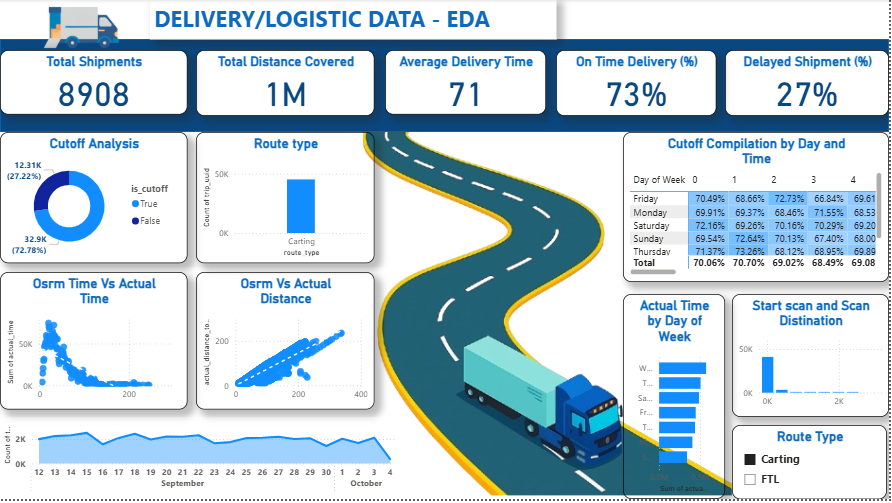 DELIVERY/LOGISTIC DATA - EDA
Total Shipments
8908
Total Distance Covered
1M
Average Delivery Time
71
On Time Delivery (%)
73%
Delayed Shipment (%)
27%
Cutoff Analysis
12.31K
(27.22%)
32.9K
(72.78%)
is_cutoff
True
False
Route type
Count of trip_uuid
50K
0K
Carting
route_type
Cutoff Compilation by Day and
Time
Day of Week 0 1 2 3 4
Friday 70.49% 68.66% 72.73% 66.84% 69.61
Monday 69.91% 69.37% 68.46% 71.55% 68.53
Saturday 72.16% 69.26% 70.16% 70.29% 69.20
Sunday 69.54% 72.64% 70.13% 67.40% 68.00
Thursday 71.37% 73.26% 68.12% 68.95% 69.89
Total 70.06% 70.70% 69.02% 68.49% 69.08
Osrm Time Vs Actual
Time
Sum of actual_time
50K
0K
0 200
Osrm Vs Actual
Distance
actual_distance_to...
200
0
0 200 400
Actual Time
by Day of
Week
W...
T...
Sa...
Fr...
T...
Sum of actua...
Start scan and Scan
Distination
50K
0K
0K 2K
Route Type
Carting
FTL
Count of t...
2K
0K
12 13 14 15 16 17 18 19 20 21 22 23 24 25 26 27 28 29 30 1 2 3 4
September October